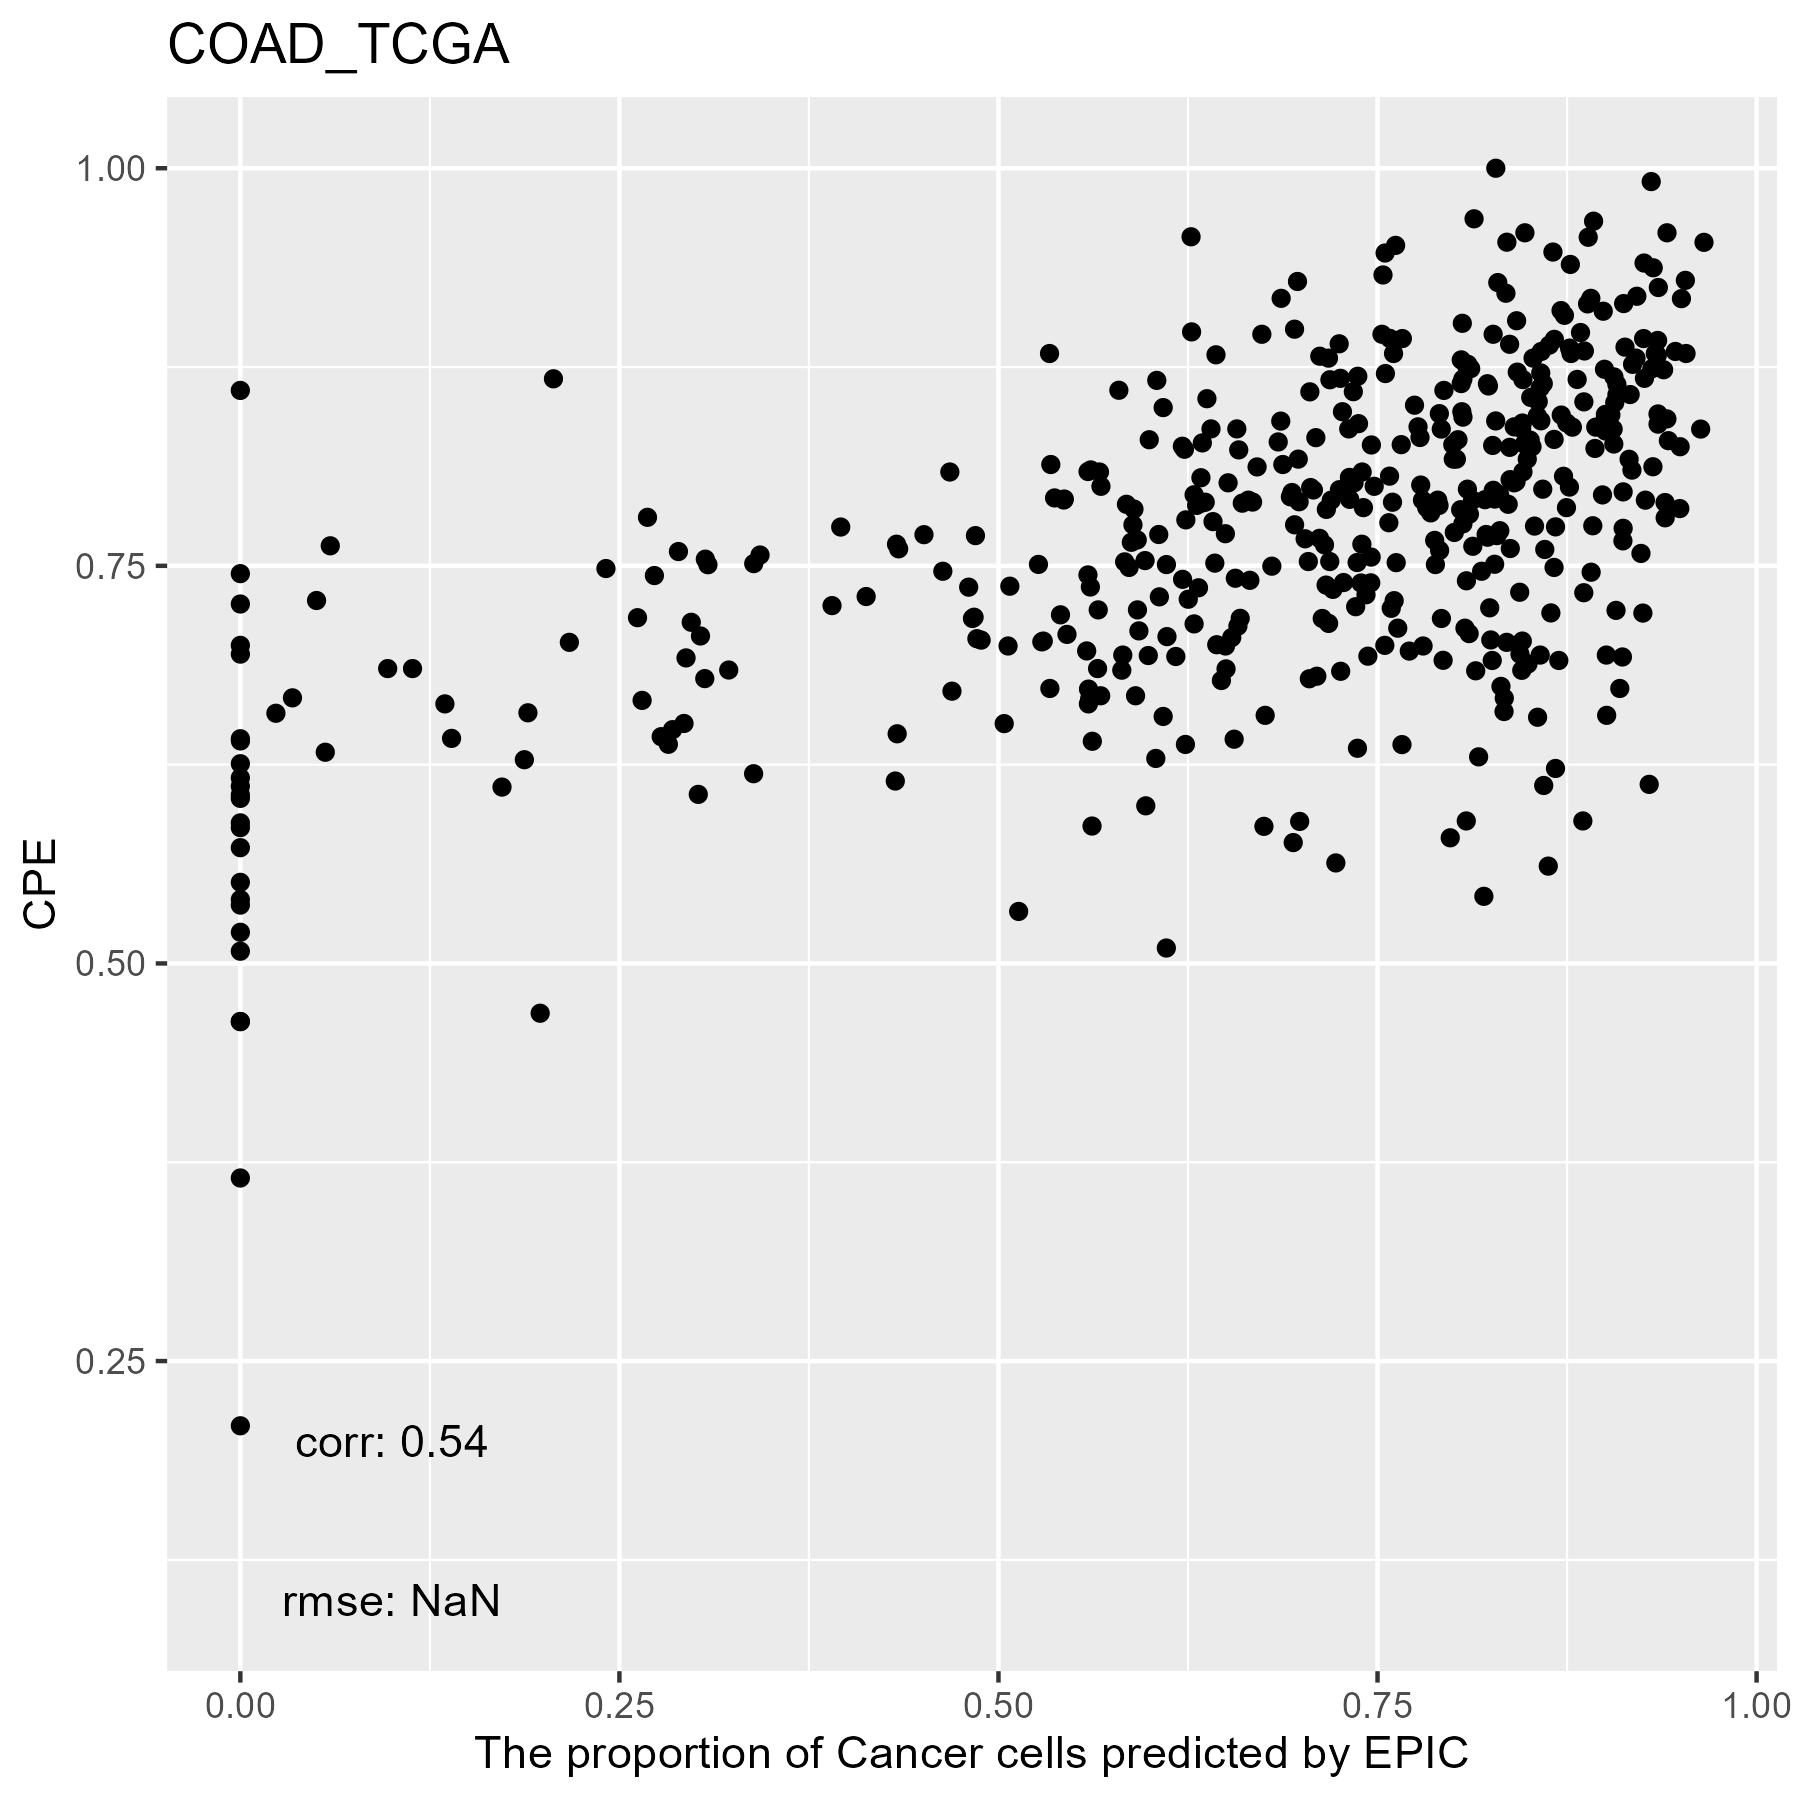 COAD_TCGA
1.00
0.75
0.50
0.25
CPE
corr: 0.54
rmse: NaN
0.00 0.25 0.50 0.75 1.00
The proportion of Cancer cells predicted by EPIC